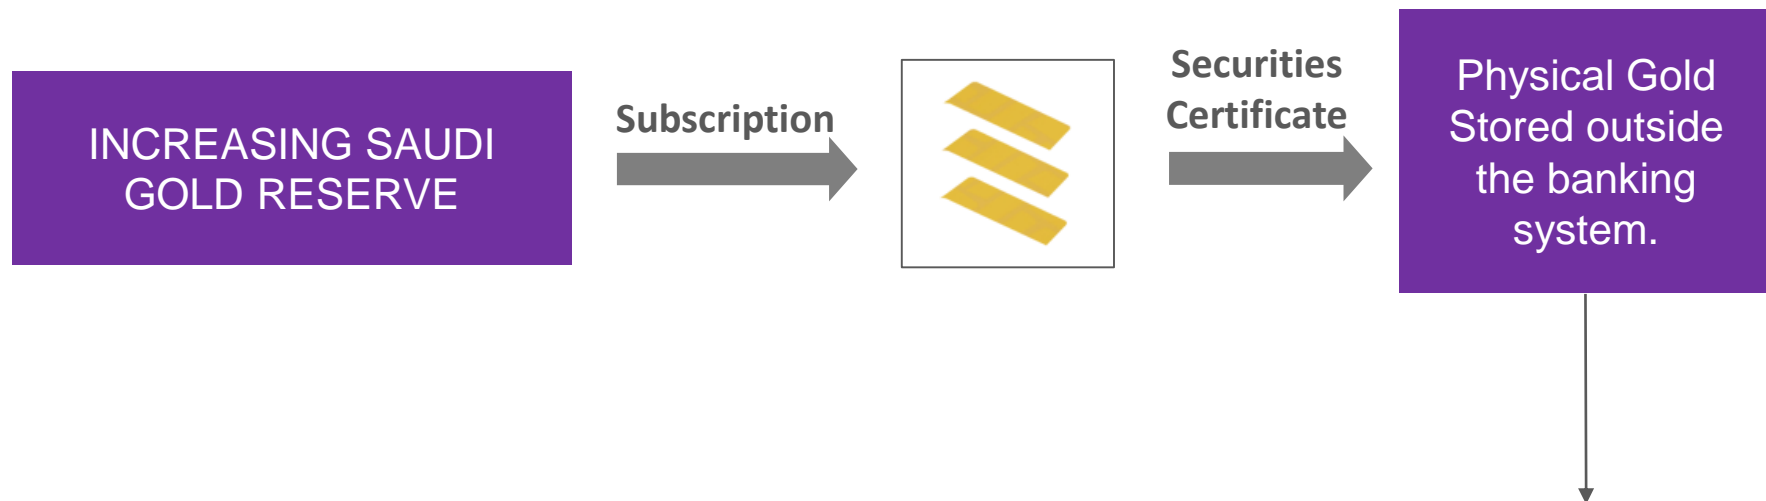 INCREASING SAUDI
GOLD RESERVE
Subscription
Securities
Certificate
Physical Gold
Stored outside
the banking
system.